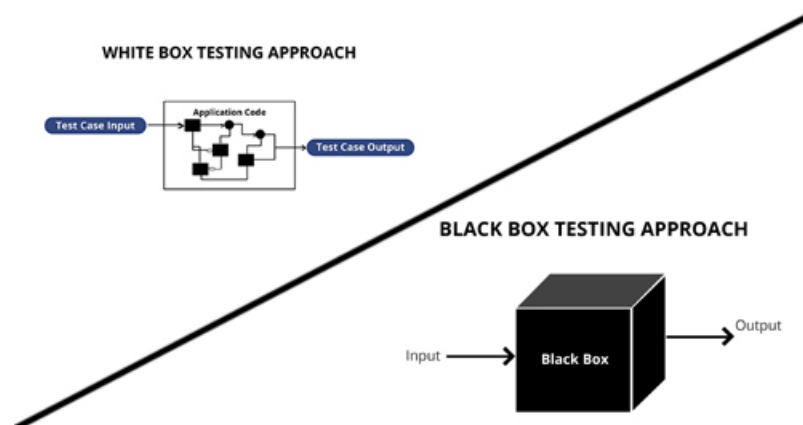 WHITE BOX TESTING APPROACH
Application Code
Test Case Input
Test Case Output
BLACK BOX TESTING APPROACH
Input
Black Box
Output